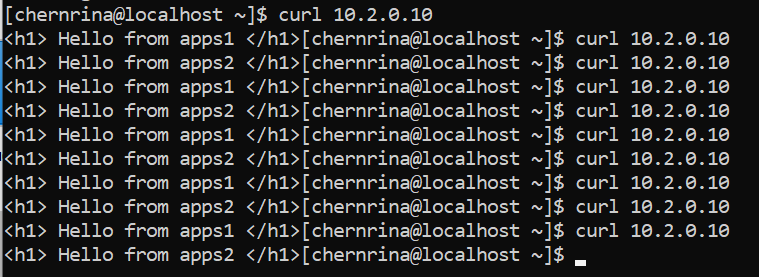 [chernrina@localhost ~]$ curl 10.2.0.10
<h1> Hello from apps1 </h1>[chernrina@localhost ~]$ curl 10.2.0.10
<h1> Hello from apps2 </h1>[chernrina@localhost ~]$ curl 10.2.0.10
<h1> Hello from apps1 </h1>[chernrina@localhost ~]$ curl 10.2.0.10
<h1> Hello from apps2 </h1>[chernrina@localhost ~]$ curl 10.2.0.10
<h1> Hello from apps1 </h1>[chernrina@localhost ~]$ curl 10.2.0.10
<h1> Hello from apps2 </h1>[chernrina@localhost ~]$ curl 10.2.0.10
<h1> Hello from apps1 </h1>[chernrina@localhost ~]$ curl 10.2.0.10
<h1> Hello from apps2 </h1>[chernrina@localhost ~]$ curl 10.2.0.10
<h1> Hello from apps1 </h1>[chernrina@localhost ~]$ curl 10.2.0.10
<h1> Hello from apps2 </h1>[chernrina@localhost ~]$